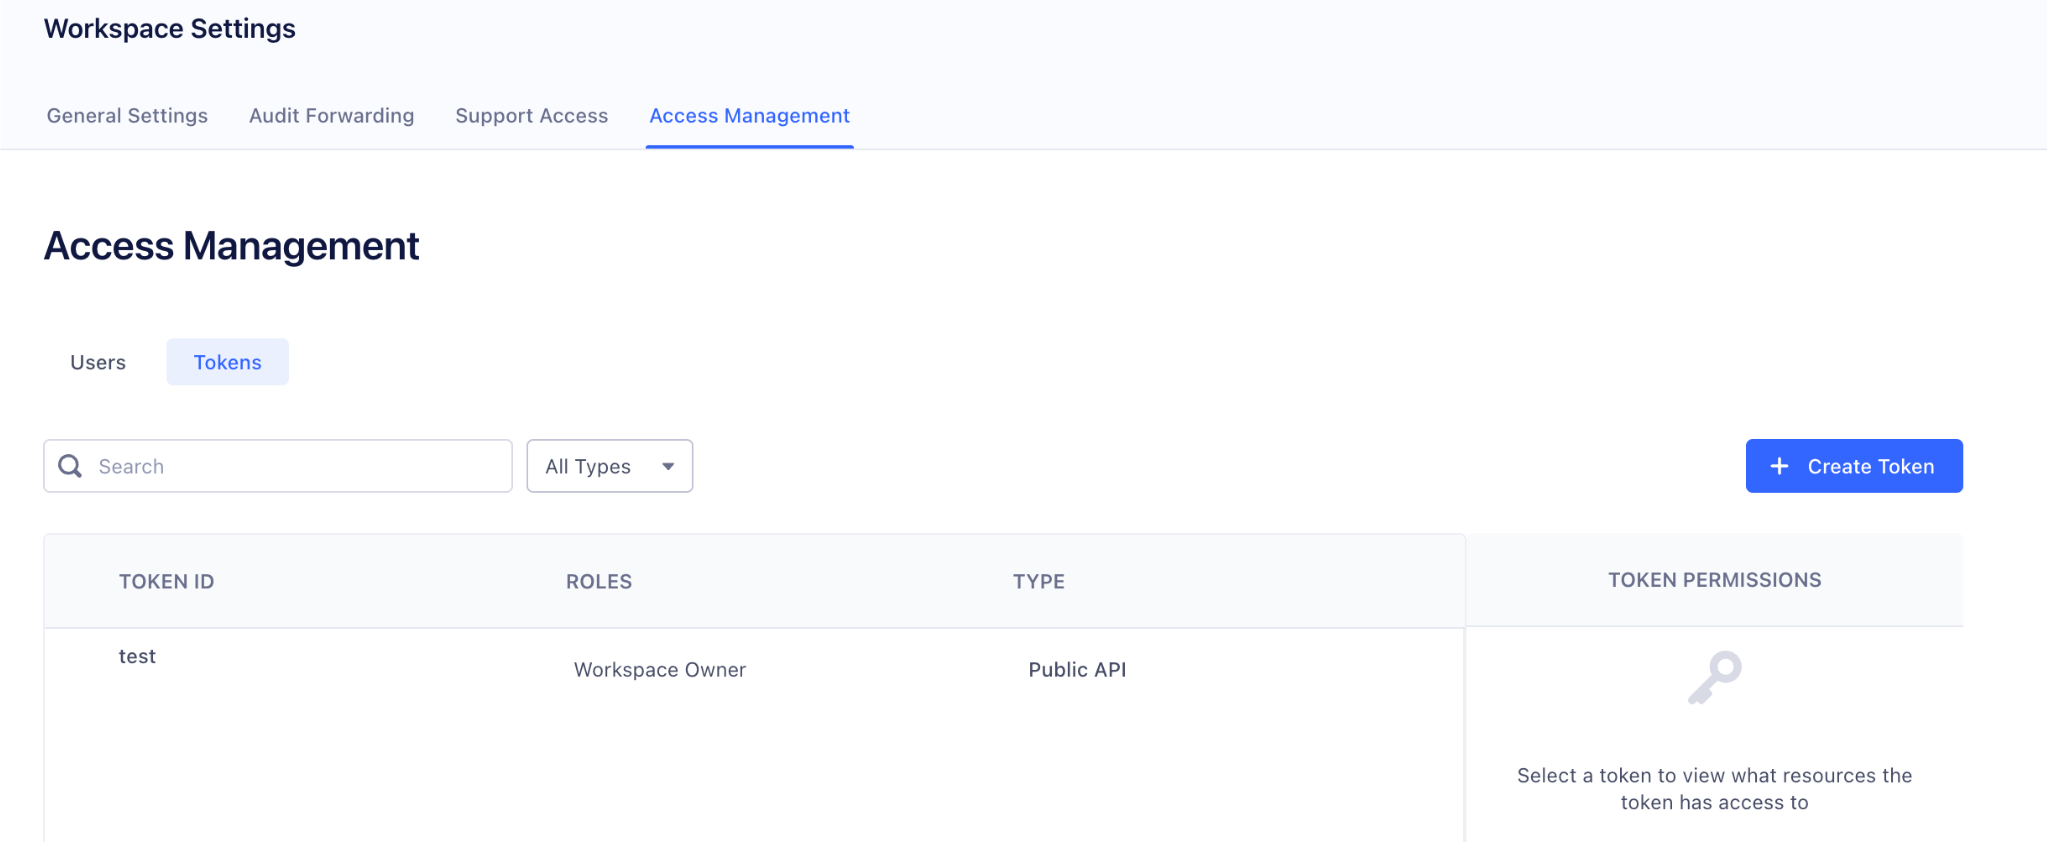 Workspace Settings
General Settings Audit Forwarding Support Access Access Management
Access Management
Users Tokens
Search All Types + Create Token
TOKEN ID ROLES TYPE TOKEN PERMISSIONS
test Workspace Owner Public API
Select a token to view what resources the
token has access to